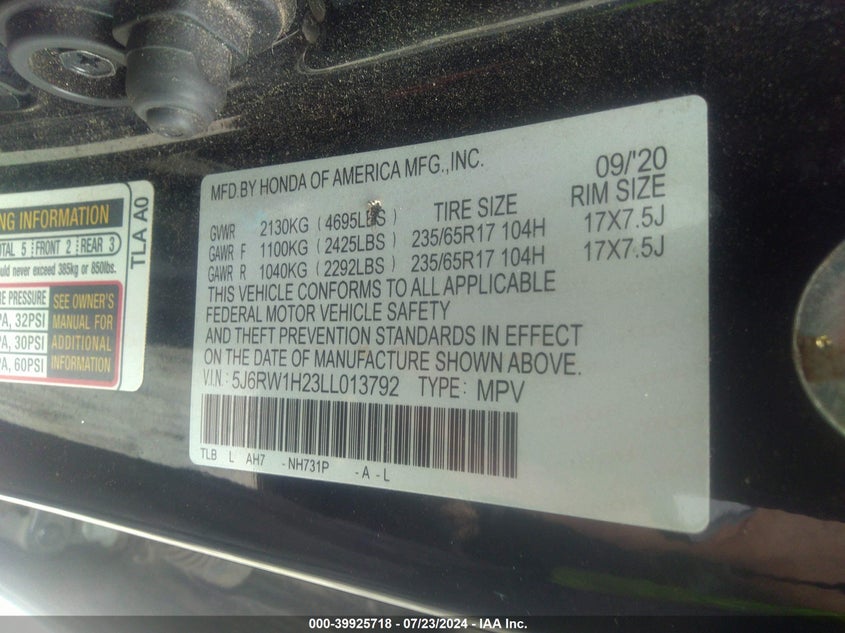 MFD.BY HONDA OF AMERICA MFG.,INC. 09/'20
GVWR 2130KG (4695LBS) TIRE SIZE RIM SIZE
GAWR F 1100KG (2425LBS) 235/65R17 104H 17X7.5J
GAWR R 1040KG (2292LBS) 235/65R17 104H 17X7.5J
THIS VEHICLE CONFORMS TO ALL APPLICABLE
FEDERAL MOTOR VEHICLE SAFETY
AND THEFT PREVENTION STANDARDS IN EFFECT
ON THE DATE OF MANUFACTURE SHOWN ABOVE.
V.I.N.: 5J6RW1H23LL013792 TYPE: MPV
TLB L AH7 -NH731P -A-L
NG INFORMATION
TAL 5 FRONT 2 REAR 3
uld never exceed 385kg or 850lbs.
RE PRESSURE SEE OWNER'S
PA, 32PSI MANUAL FOR
PA, 30PSI ADDITIONAL
PA, 60PSI INFORMATION
TLA A0
000-39925718 - 07/23/2024 - IAA Inc.